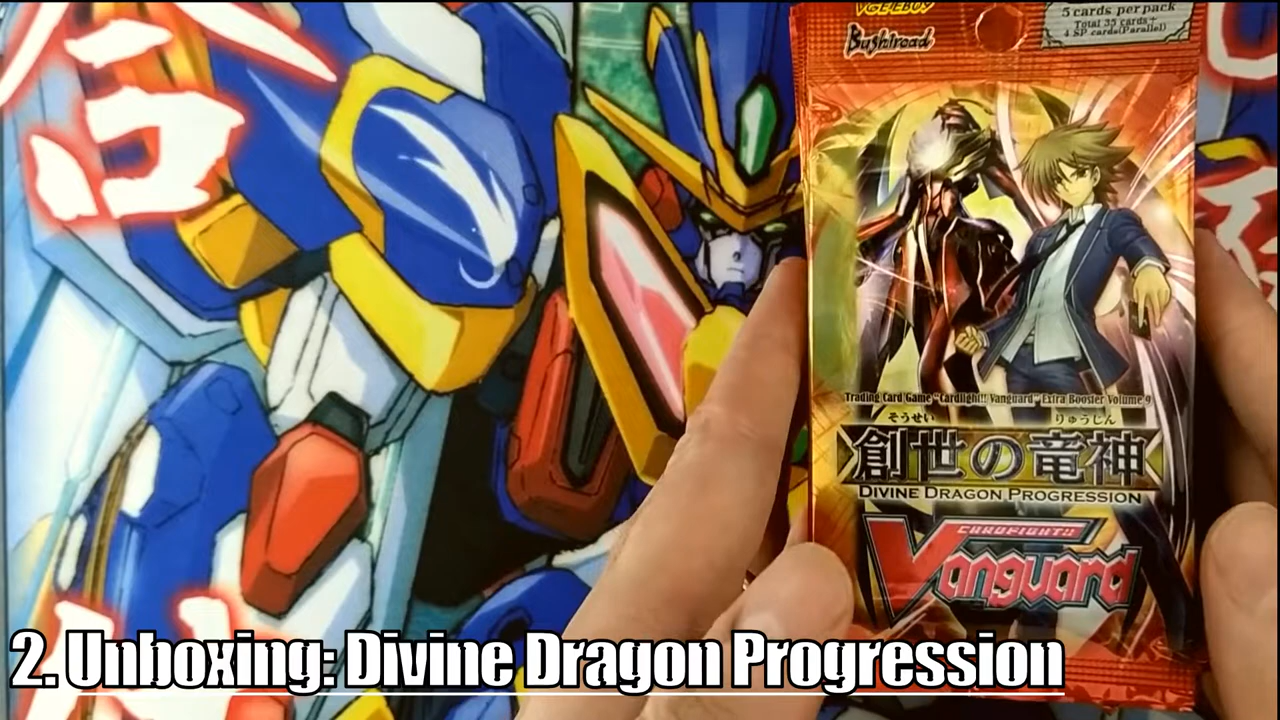 合
VGE-EB09
Bushiroad
5 cards per pack
Total 35 cards+
4 SP cards(Parallel)
Trading Card Game "Cardfight!! Vanguard" Extra Booster Volume 9
そうせい りゅうじん
創世の竜神
DIVINE DRAGON PROGRESSION
CARDFIGHT!!
Vanguard
2. Unboxing: Divine Dragon Progression